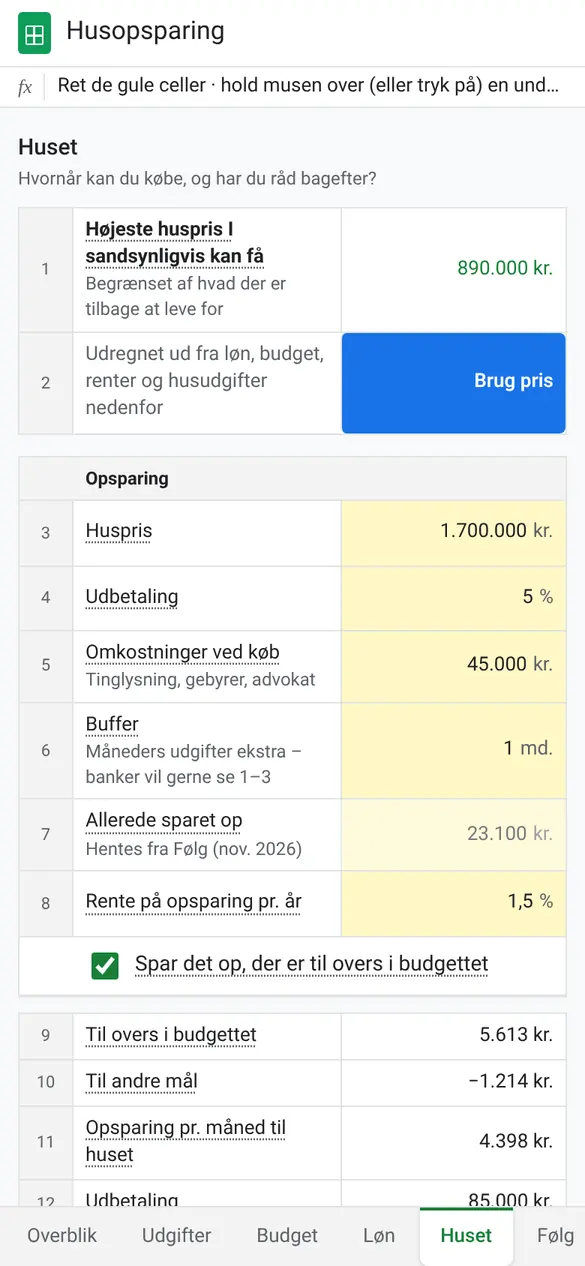 Husopsparing
fx Ret de gule celler · hold musen over (eller tryk på) en und…
Huset
Hvornår kan du købe, og har du råd bagefter?
1
Højeste huspris I
sandsynligvis kan få
Begrænset af hvad der er
tilbage at leve for
890.000 kr.
2
Udregnet ud fra løn, budget,
renter og husudgifter
nedenfor
Brug pris
Opsparing
3 Huspris 1.700.000 kr.
4 Udbetaling 5 %
5 Omkostninger ved køb
Tinglysning, gebyrer, advokat
45.000 kr.
6 Buffer
Måneders udgifter ekstra –
banker vil gerne se 1–3
1 md.
7 Allerede sparet op
Hentes fra Følg (nov. 2026)
23.100 kr.
8 Rente på opsparing pr. år 1,5 %
Spar det op, der er til overs i budgettet
9 Til overs i budgettet 5.613 kr.
10 Til andre mål −1.214 kr.
11 Opsparing pr. måned til
huset
4.398 kr.
12 Udbetaling 85.000 kr.
Overblik Udgifter Budget Løn Huset Følg